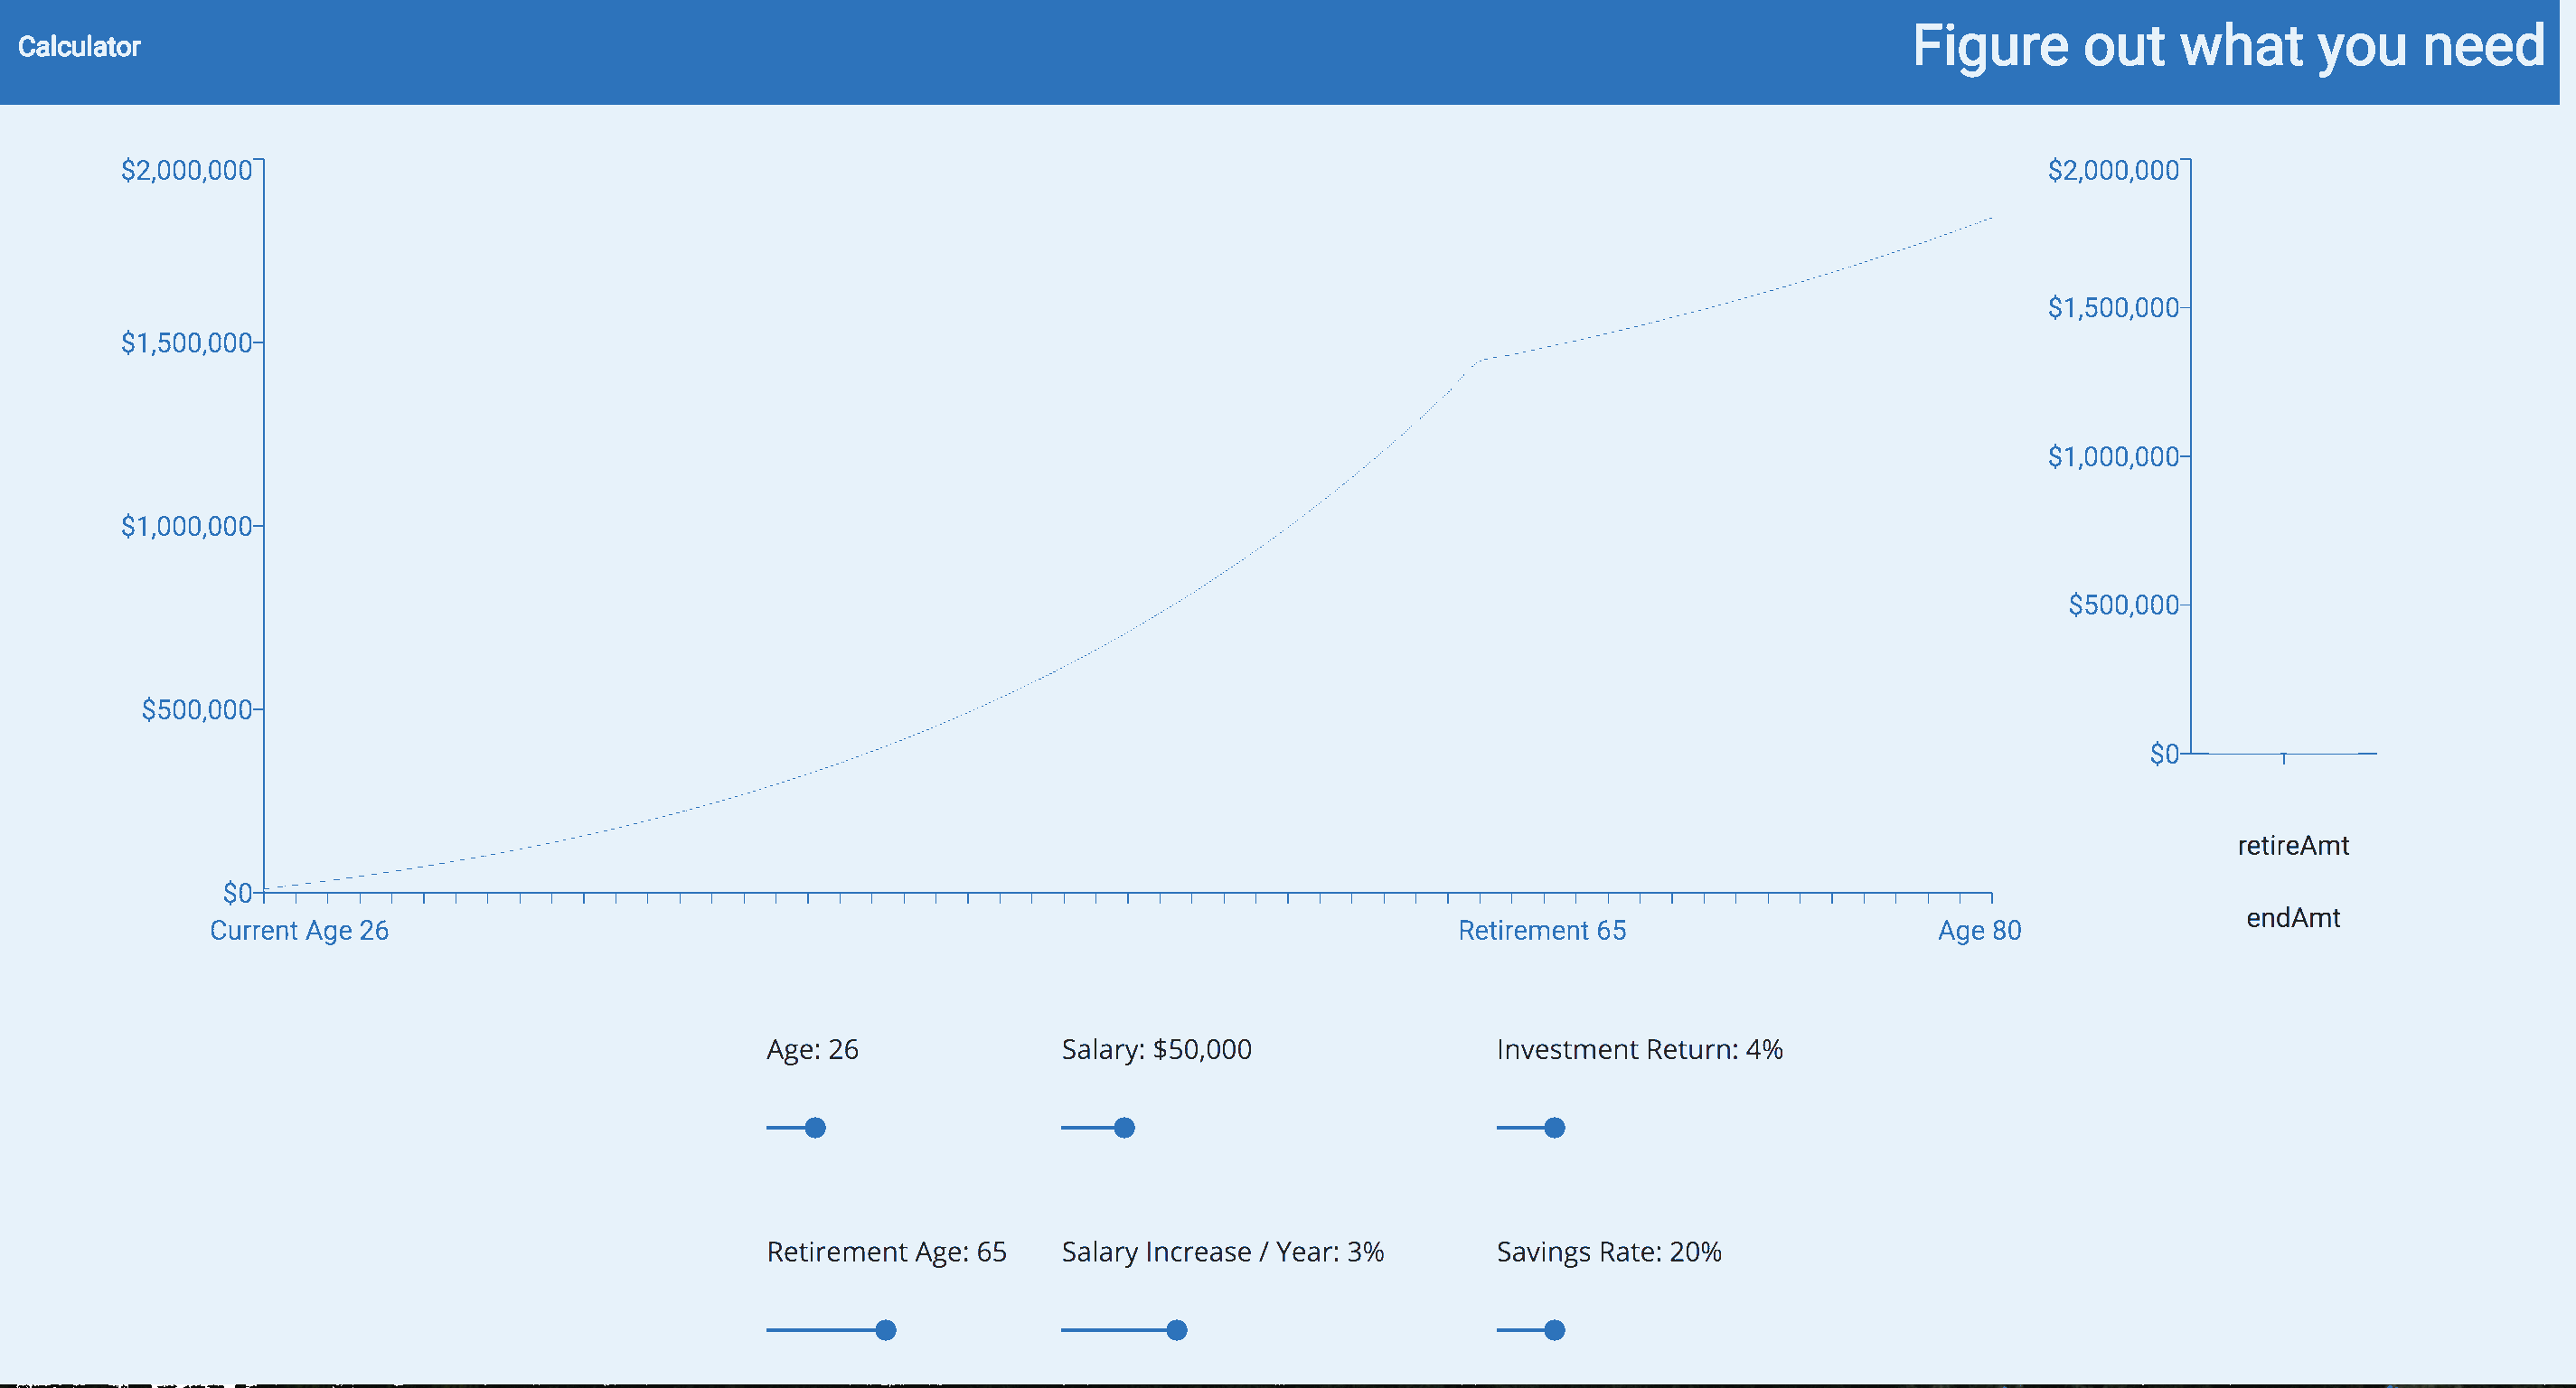 Calculator
Figure out what you need
$2,000,000
$1,500,000
$1,000,000
$500,000
$0
Current Age 26
Retirement 65
Age 80
$2,000,000
$1,500,000
$1,000,000
$500,000
$0
retireAmt
endAmt
Age: 26
Salary: $50,000
Investment Return: 4%
Retirement Age: 65
Salary Increase / Year: 3%
Savings Rate: 20%